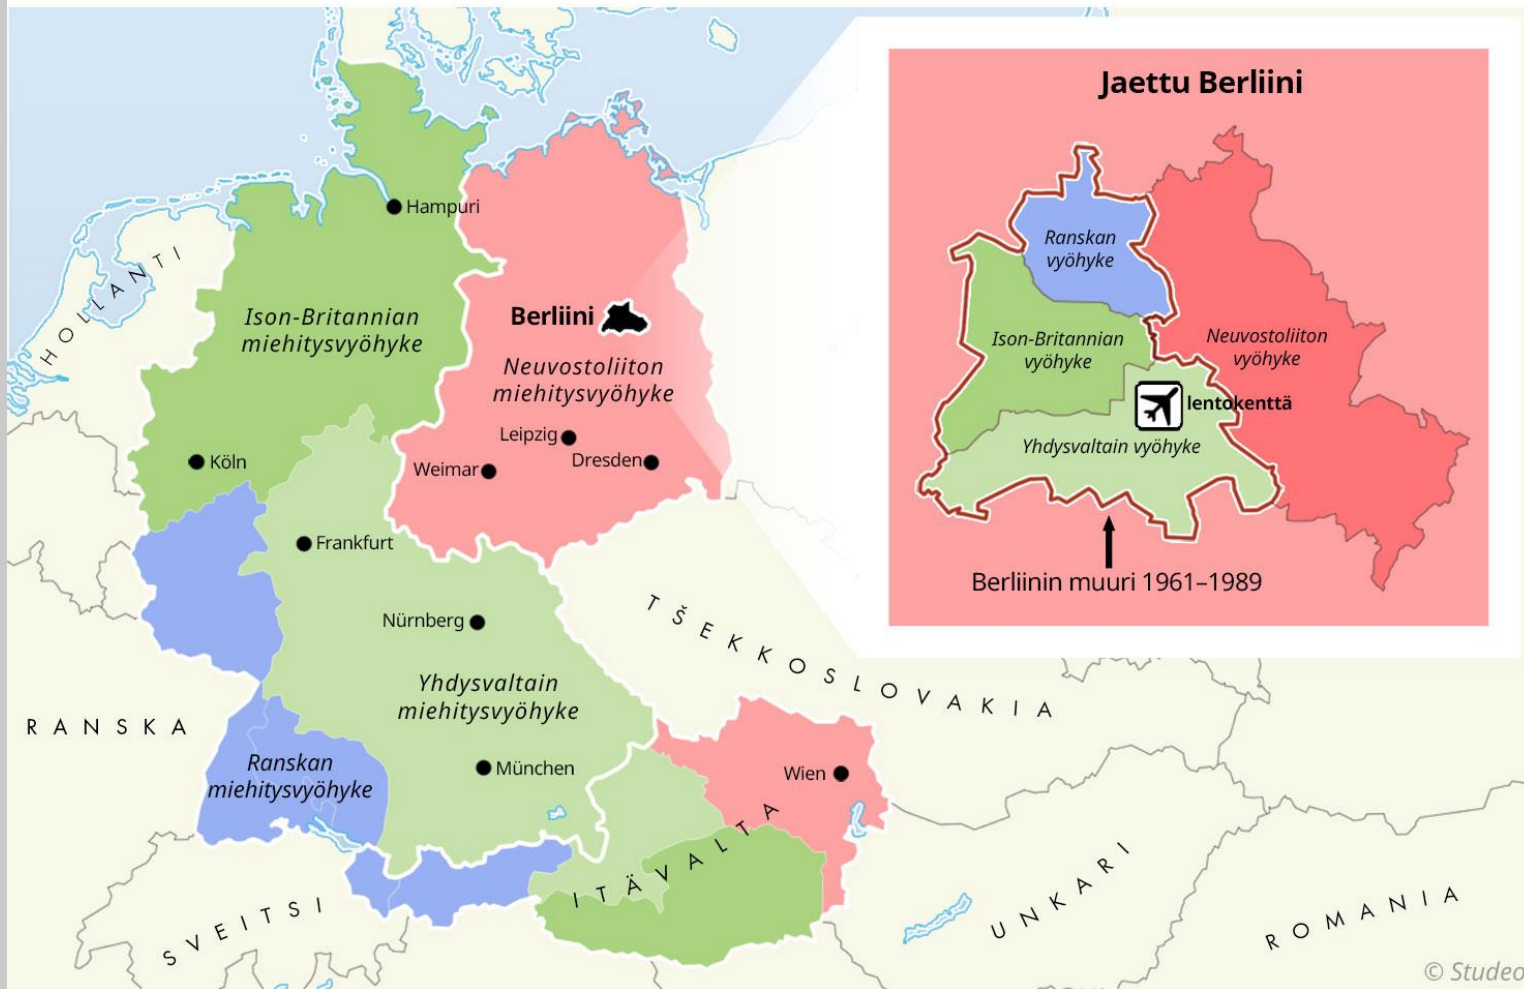 Jaettu Berliini
Ranskan
vyöhyke
Ison-Britannian
vyöhyke
Neuvostoliiton
vyöhyke
lentokenttä
Yhdysvaltain vyöhyke
Berliinin muuri 1961–1989
Hampuri
HOLLANTI
Ison-Britannian
miehitysvyöhyke
Berliini
Neuvostoliiton
miehitysvyöhyke
Leipzig
Weimar
Dresden
Köln
Frankfurt
Nürnberg
TŠEKKOSLOVAKIA
Yhdysvaltain
miehitysvyöhyke
RANSKA
Ranskan
miehitysvyöhyke
München
Wien
ITÄVALTA
SVEITSI
UNKARI
ROMANIA
© Studeo